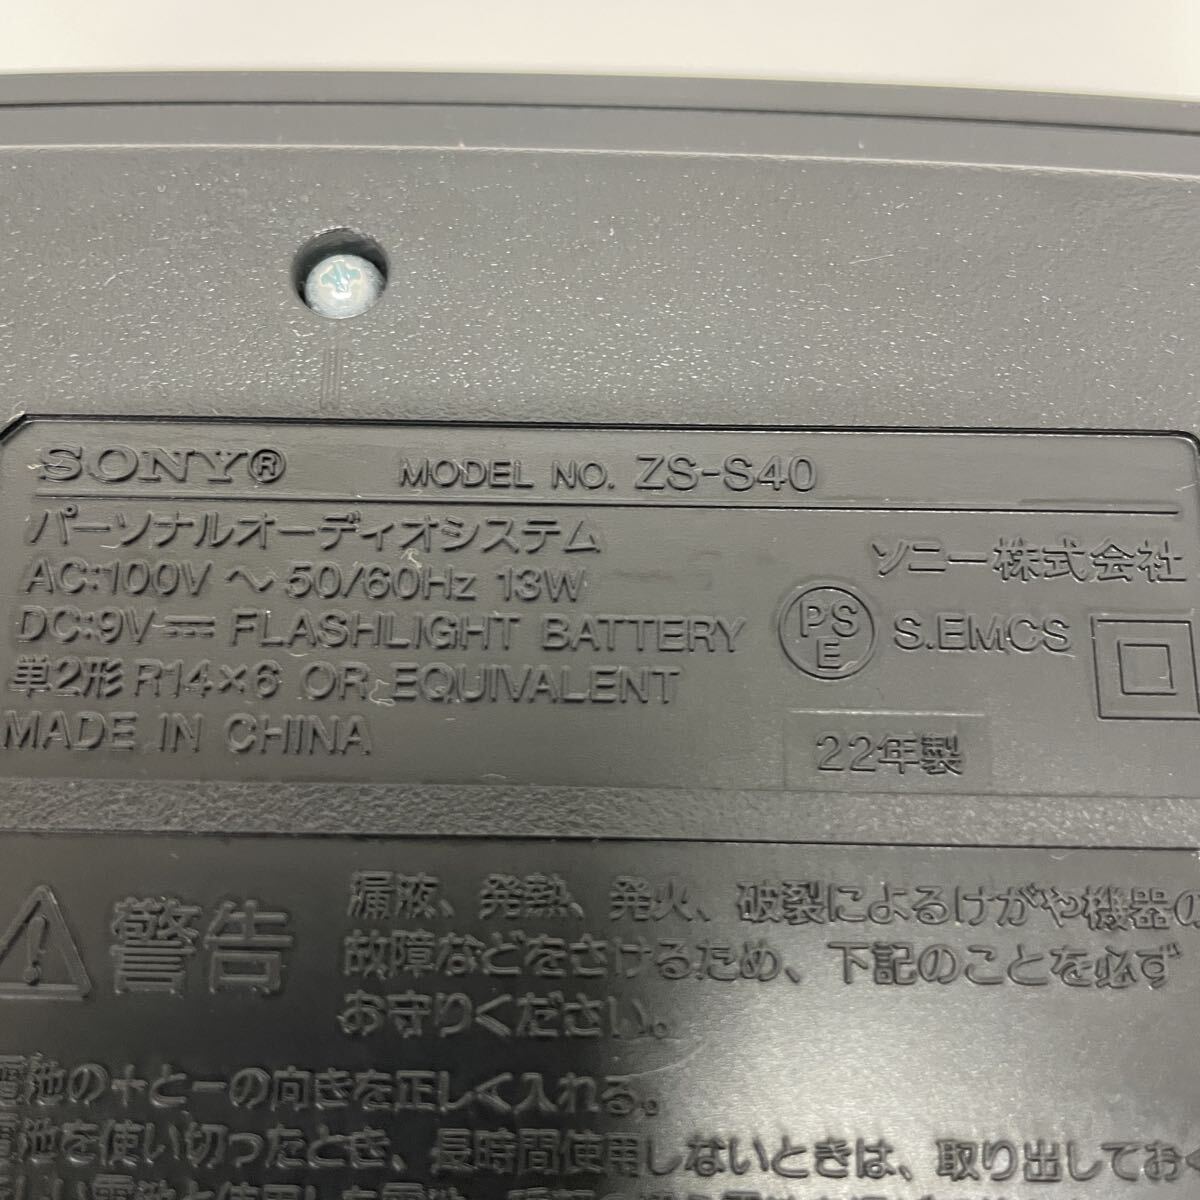 SONY® MODEL NO. ZS-S40
パーソナルオーディオシステム
ソニー株式会社
AC:100V ～ 50/60Hz 13W
DC:9V⎓ FLASHLIGHT BATTERY
PSE S.EMCS
単2形 R14×6 OR EQUIVALENT
MADE IN CHINA
22年製
警告
漏液、発熱、発火、破裂によるけがや機器の
故障などをさけるため、下記のことを必ず
お守りください。
電池の＋と－の向きを正しく入れる。
電池を使い切ったとき、長時間使用しないときは、取り出してお